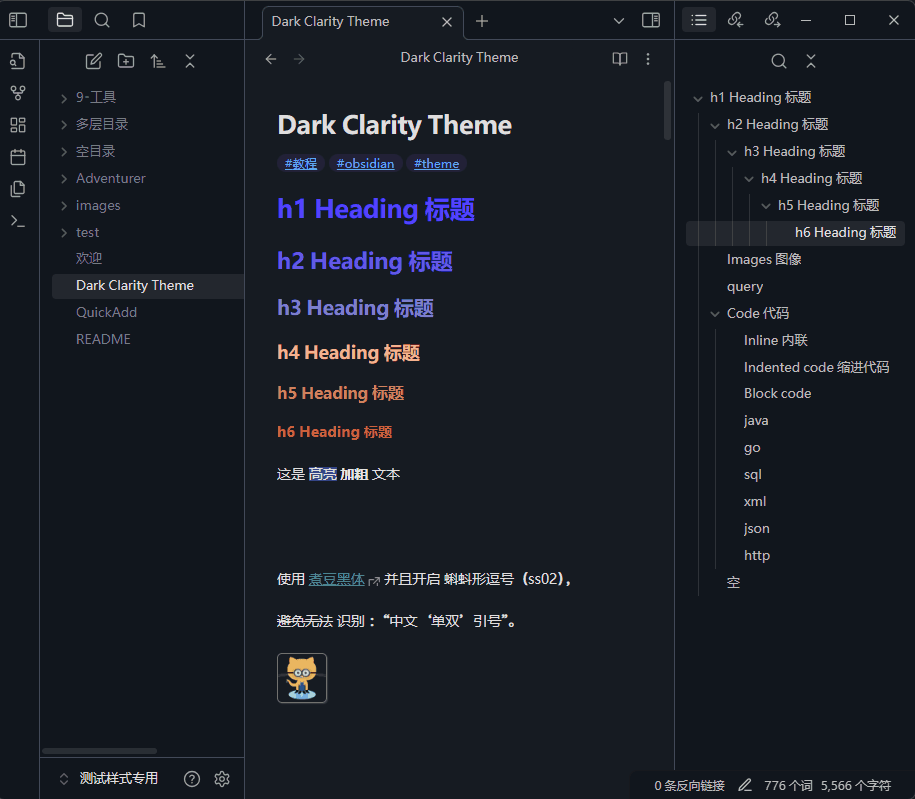 Dark Clarity Theme
9-工具
多层目录
空目录
Adventurer
images
test
欢迎
Dark Clarity Theme
QuickAdd
README
测试样式专用
Dark Clarity Theme
Dark Clarity Theme
#教程 #obsidian #theme
h1 Heading 标题
h2 Heading 标题
h3 Heading 标题
h4 Heading 标题
h5 Heading 标题
h6 Heading 标题
这是 高亮 加粗 文本
使用 煮豆黑体 并且开启 蝌蚪形逗号（ss02），
避免无法 识别：“中文‘单双’引号”。
h1 Heading 标题
h2 Heading 标题
h3 Heading 标题
h4 Heading 标题
h5 Heading 标题
h6 Heading 标题
Images 图像
query
Code 代码
Inline 内联
Indented code 缩进代码
Block code
java
go
sql
xml
json
http
空
0 条反向链接 776 个词 5,566 个字符